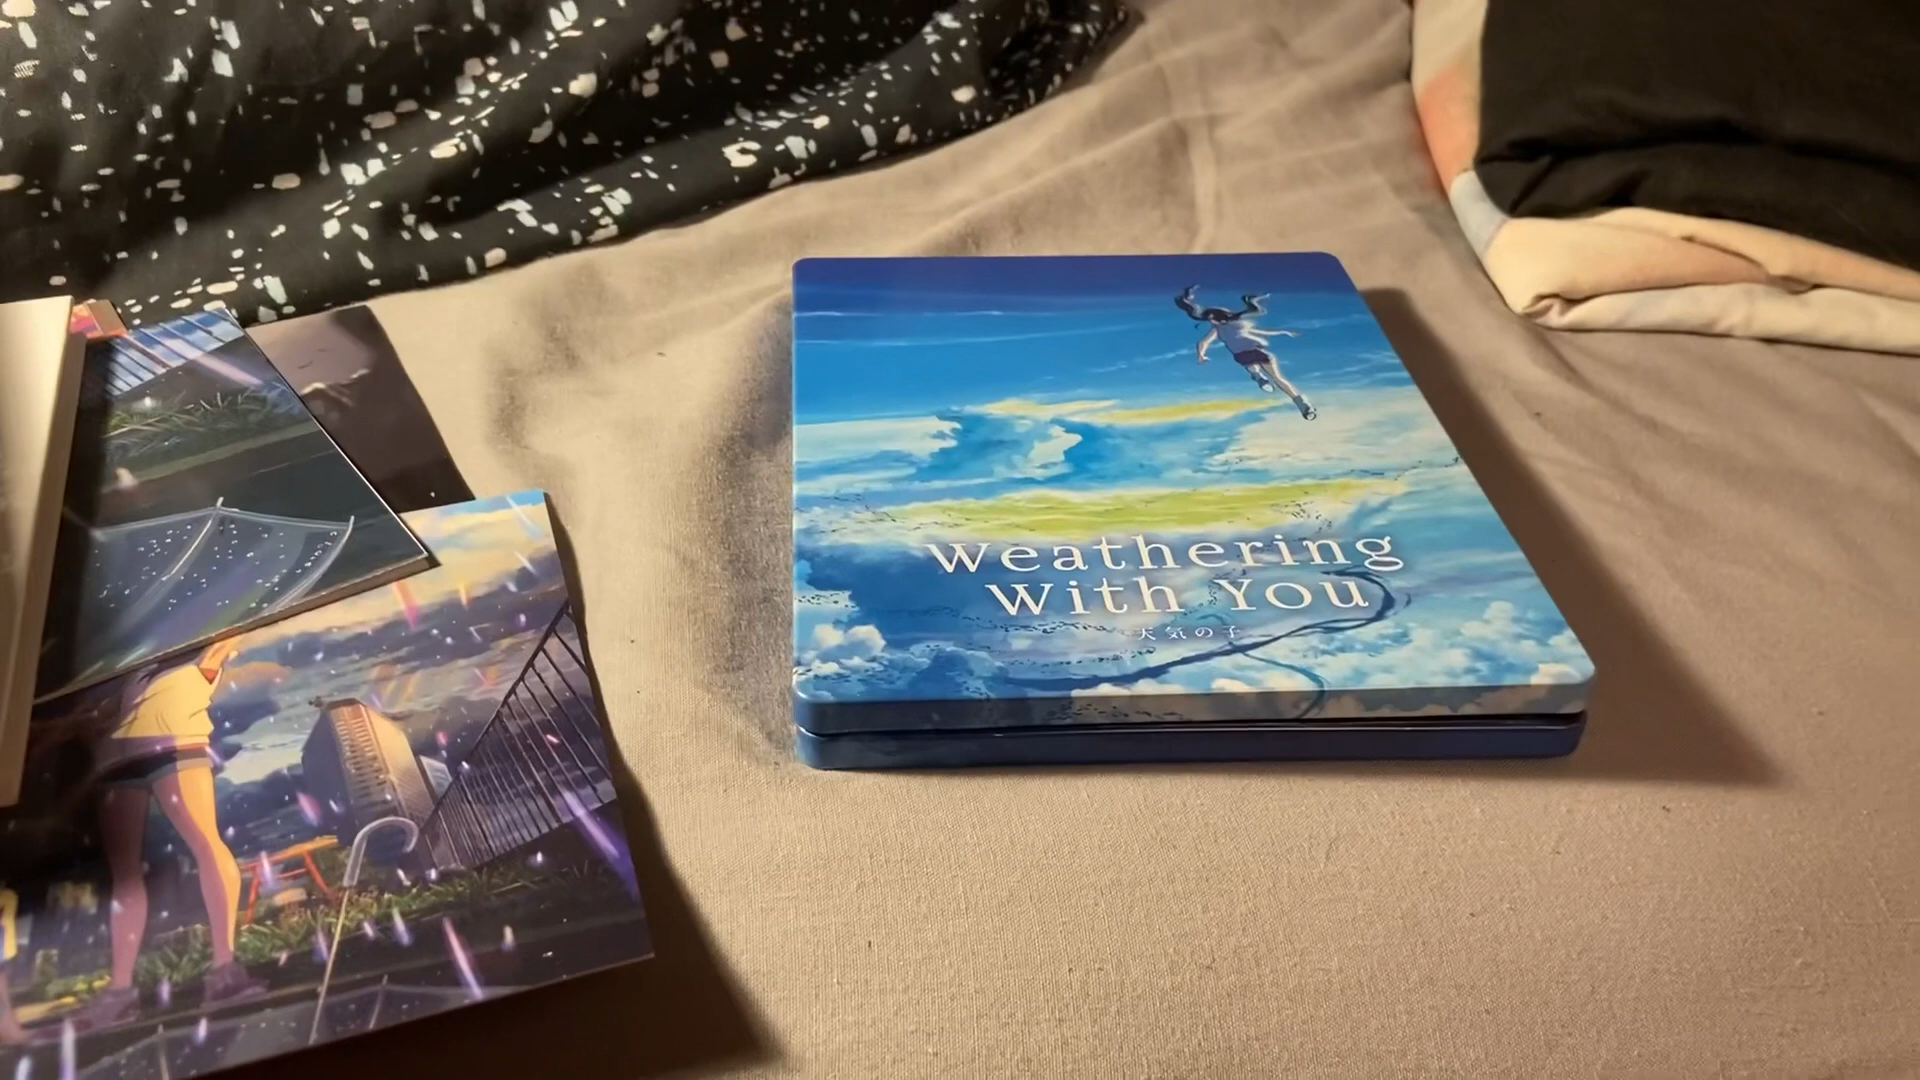 Weathering
With You
天気の子